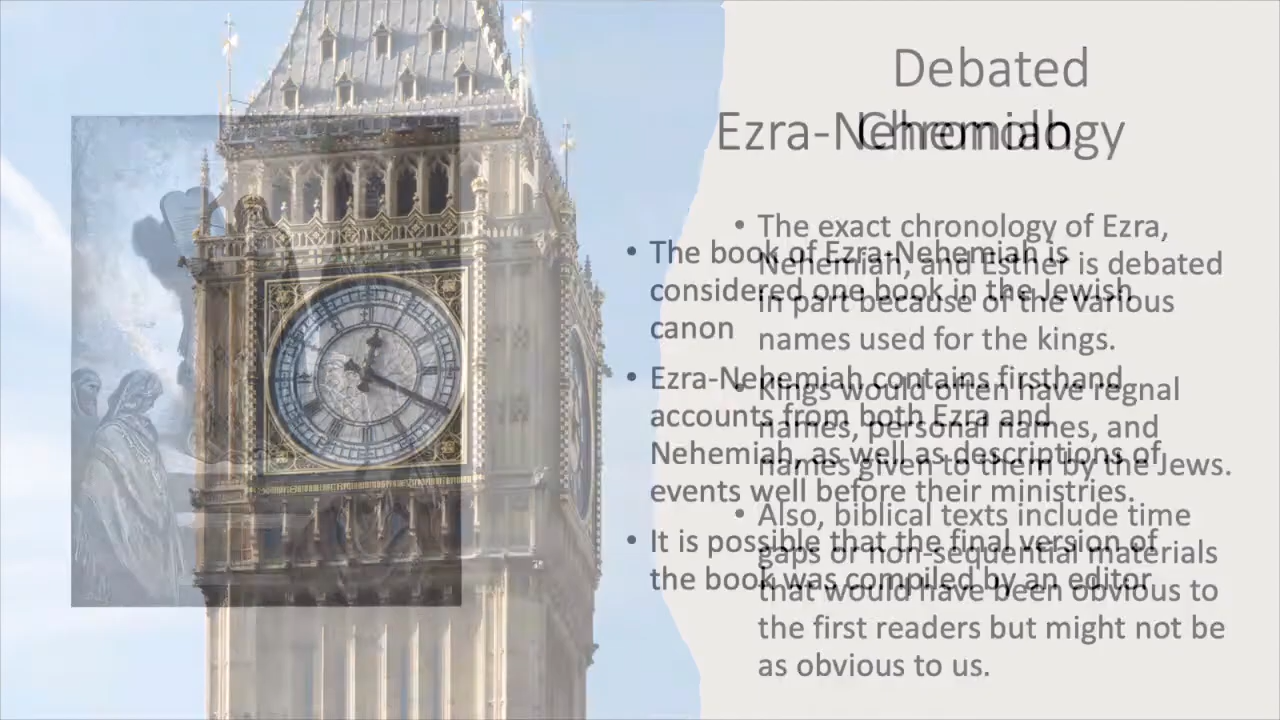 Debated
Chronology
• The exact chronology of Ezra,
Nehemiah, and Esther is debated
in part because of the various
names used for the kings.
• Kings would often have regnal
names, personal names, and
names given to them by the Jews.
• Also, biblical texts include time
gaps or non-sequential materials
that would have been obvious to
the first readers but might not be
as obvious to us.
Ezra-Nehemiah
• The book of Ezra-Nehemiah is
considered one book in the Jewish
canon
• Ezra-Nehemiah contains firsthand
accounts from both Ezra and
Nehemiah, as well as descriptions of
events well before their ministries.
• It is possible that the final version of
the book was compiled by an editor